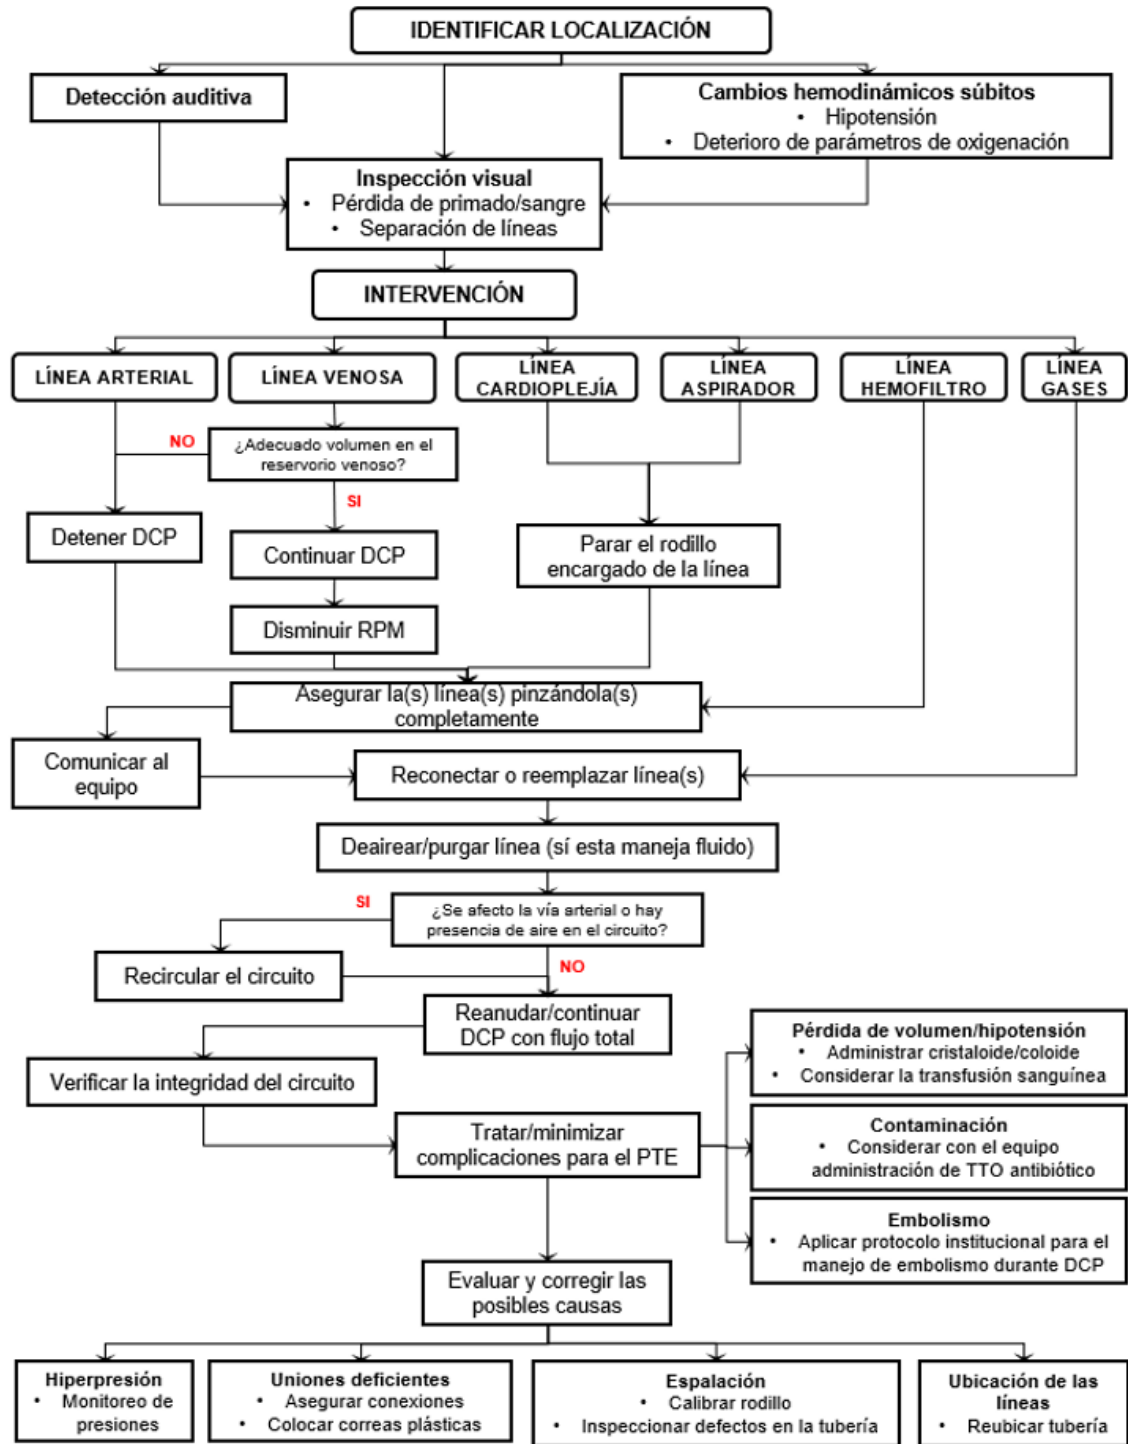 IDENTIFICAR LOCALIZACIÓN
Detección auditiva
Cambios hemodinámicos súbitos
• Hipotensión
• Deterioro de parámetros de oxigenación
Inspección visual
• Pérdida de primado/sangre
• Separación de líneas
INTERVENCIÓN
LÍNEA ARTERIAL
LÍNEA VENOSA
LÍNEA
CARDIOPLEJÍA
LÍNEA
ASPIRADOR
LÍNEA
HEMOFILTRO
LÍNEA
GASES
NO
¿Adecuado volumen en el
reservorio venoso?
SI
Detener DCP
Continuar DCP
Parar el rodillo
encargado de la línea
Disminuir RPM
Asegurar la(s) línea(s) pinzándola(s)
completamente
Comunicar al
equipo
Reconectar o reemplazar línea(s)
Deairear/purgar línea (sí esta maneja fluido)
SI
¿Se afecto la vía arterial o hay
presencia de aire en el circuito?
Recircular el circuito
NO
Reanudar/continuar
DCP con flujo total
Verificar la integridad del circuito
Tratar/minimizar
complicaciones para el PTE
Pérdida de volumen/hipotensión
• Administrar cristaloide/coloide
• Considerar la transfusión sanguínea
Contaminación
• Considerar con el equipo
administración de TTO antibiótico
Embolismo
• Aplicar protocolo institucional para el
manejo de embolismo durante DCP
Evaluar y corregir las
posibles causas
Hiperpresión
• Monitoreo de
presiones
Uniones deficientes
• Asegurar conexiones
• Colocar correas plásticas
Espalación
• Calibrar rodillo
• Inspeccionar defectos en la tubería
Ubicación de las
líneas
• Reubicar tubería